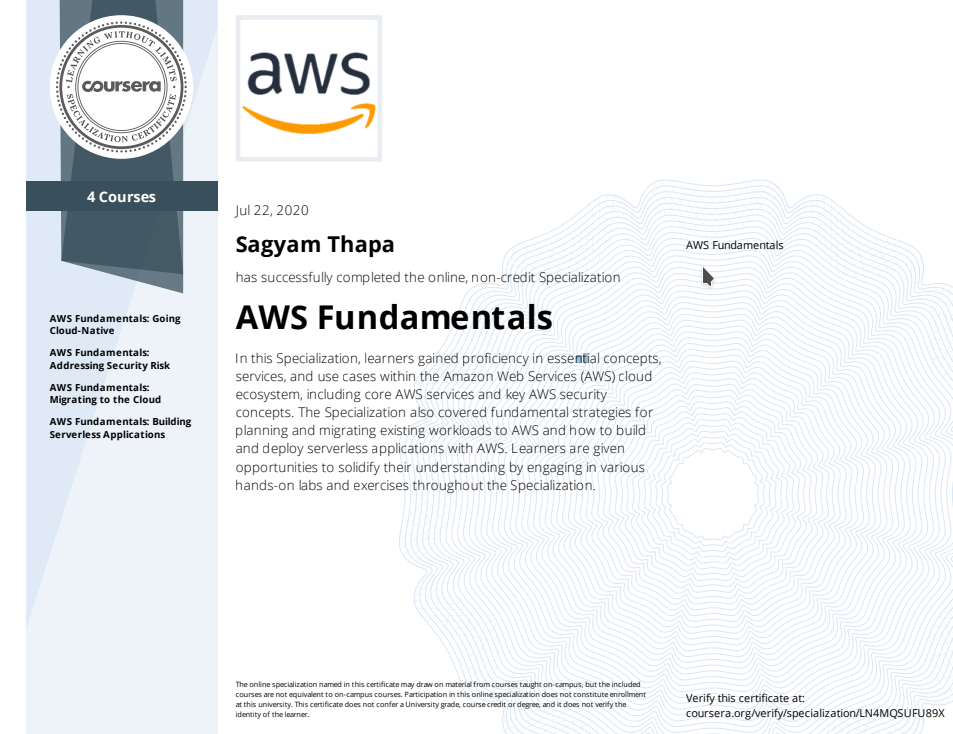 LEARNING WITHOUT LIMITS
coursera
SPECIALIZATION CERTIFICATE
aws
4 Courses
Jul 22, 2020
Sagyam Thapa
AWS Fundamentals
has successfully completed the online, non-credit Specialization
AWS Fundamentals
AWS Fundamentals: Going
Cloud-Native
AWS Fundamentals:
Addressing Security Risk
AWS Fundamentals:
Migrating to the Cloud
AWS Fundamentals: Building
Serverless Applications
In this Specialization, learners gained proficiency in essential concepts,
services, and use cases within the Amazon Web Services (AWS) cloud
ecosystem, including core AWS services and key AWS security
concepts. The Specialization also covered fundamental strategies for
planning and migrating existing workloads to AWS and how to build
and deploy serverless applications with AWS. Learners are given
opportunities to solidify their understanding by engaging in various
hands-on labs and exercises throughout the Specialization.
The online specialization named in this certificate may draw on material from courses taught on-campus, but the included
courses are not equivalent to on-campus courses. Participation in this online specialization does not constitute enrollment
at this university. This certificate does not confer a University grade, course credit or degree, and it does not verify the
identity of the learner.
Verify this certificate at:
coursera.org/verify/specialization/LN4MQSUFU89X